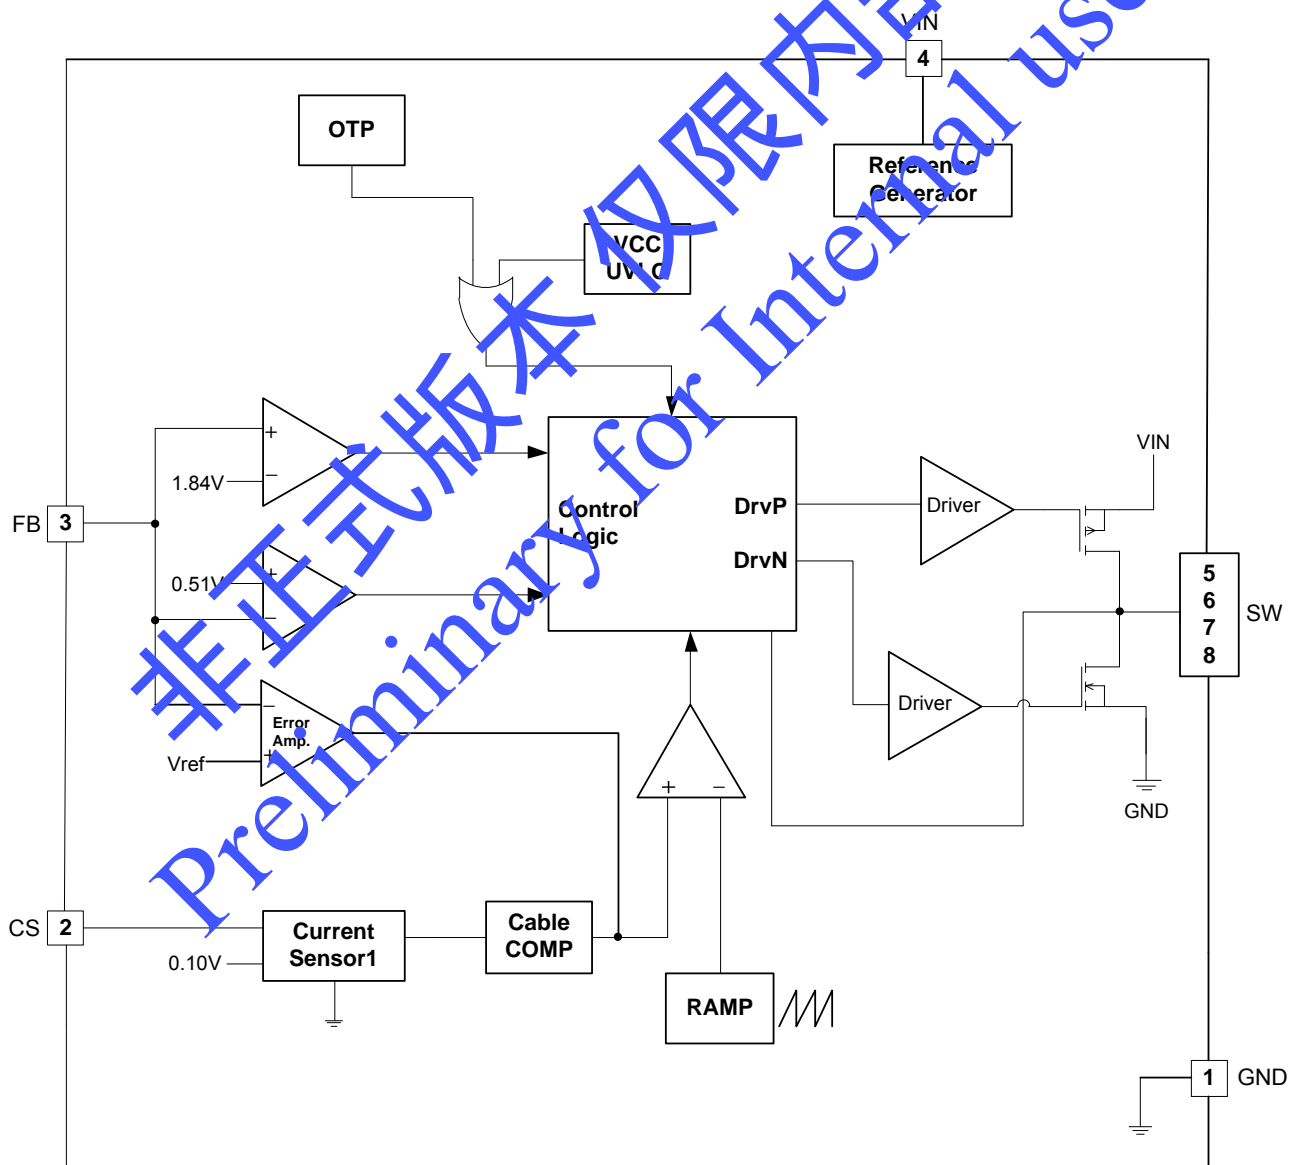 VIN
4
OTP
Reference
Generator
VCC
UVLO
+
−
1.84V
FB 3
+
0.51V
−
Control
Logic
DrvP
DrvN
Driver
VIN
5
6
7
8
SW
−
Error
Amp.
+
Vref
Driver
+ −
GND
CS 2
Current
Sensor1
0.10V
Cable
COMP
RAMP
1 GND
非正式版本 仅限内部
Preliminary for Internal use